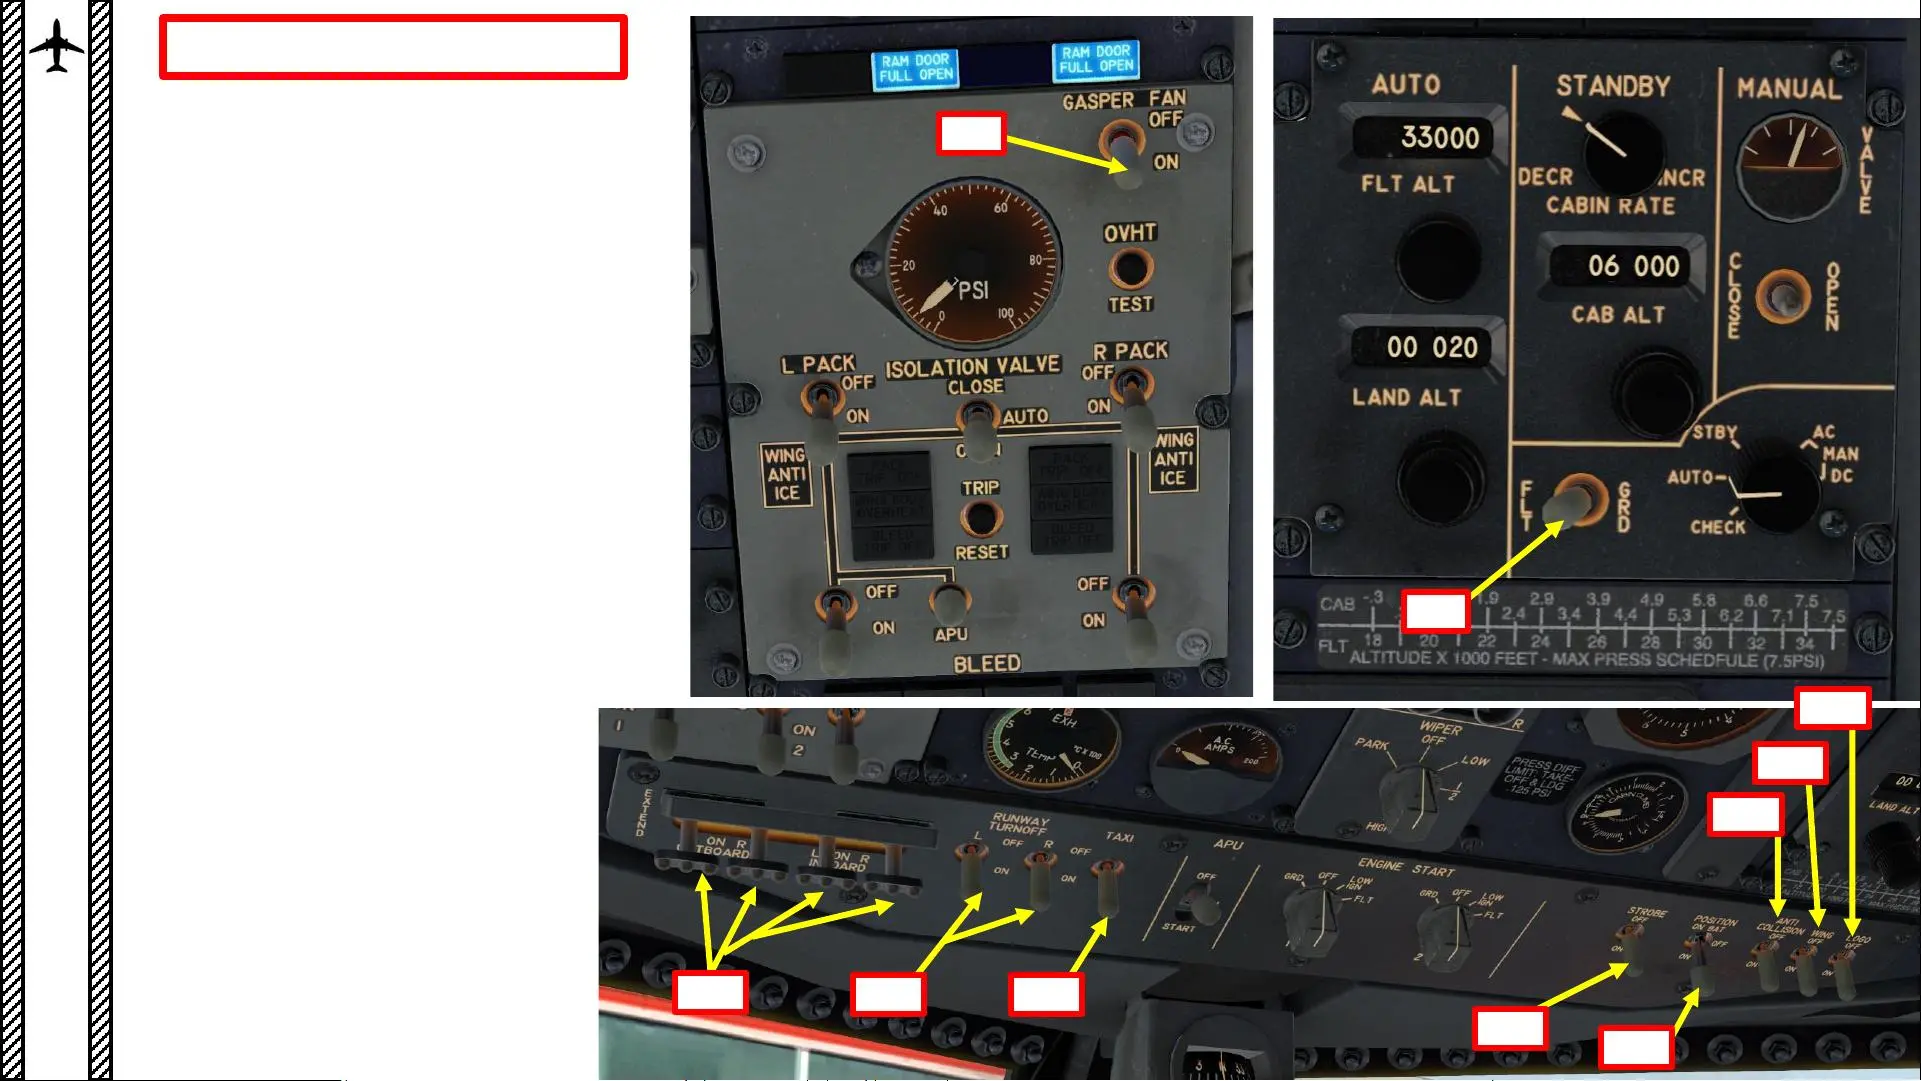 RAM DOOR
FULL OPEN
RAM DOOR
FULL OPEN
GASPER FAN
OFF
ON
40
60
20
80
PSI
0
100
OVHT
TEST
L PACK
OFF
ON
ISOLATION VALVE
CLOSE
AUTO
R PACK
OFF
ON
WING
ANTI
ICE
WING
ANTI
ICE
TRIP
RESET
OFF
ON
APU
OFF
ON
BLEED
AUTO
33000
FLT ALT
00 020
LAND ALT
STANDBY
DECR
INCR
CABIN RATE
06 000
CAB ALT
MANUAL
VALVE
CLOSE
OPEN
FLT
GRD
STBY
AC
MAN
DC
AUTO
CHECK
CAB -.3 1.9 2.4 2.9 3.4 3.9 4.4 4.9 5.3 5.8 6.2 6.6 7.1 7.5 7.5
FLT 18 20 22 24 26 28 30 32 34
ALTITUDE X 1000 FEET - MAX PRESS SCHEDFULE (7.5PSI)
1
ON
2
EXTEND
ON R
L ON R
RUNWAY
TURNOFF
L
OFF
R
ON
OFF
ON
TAXI
EXH
TEMP
°C X 100
AC
AMPS
0
200
APU
OFF
START
WIPER
OFF
R
PARK
LOW
HIGH
PRESS DIFF
LIMIT: TAKE-
OFF & LDG
.125 PSI
CABIN CLIMB
LAND ALT
ENGINE START
GRD
OFF
LOW
IGN
FLT
GRD
OFF
LOW
IGN
FLT
2
STROBE
OFF
ON
POSITION
ON BAT
OFF
ON
ANTI
COLLISION
OFF
ON
WING
OFF
ON
LOGO
OFF
ON